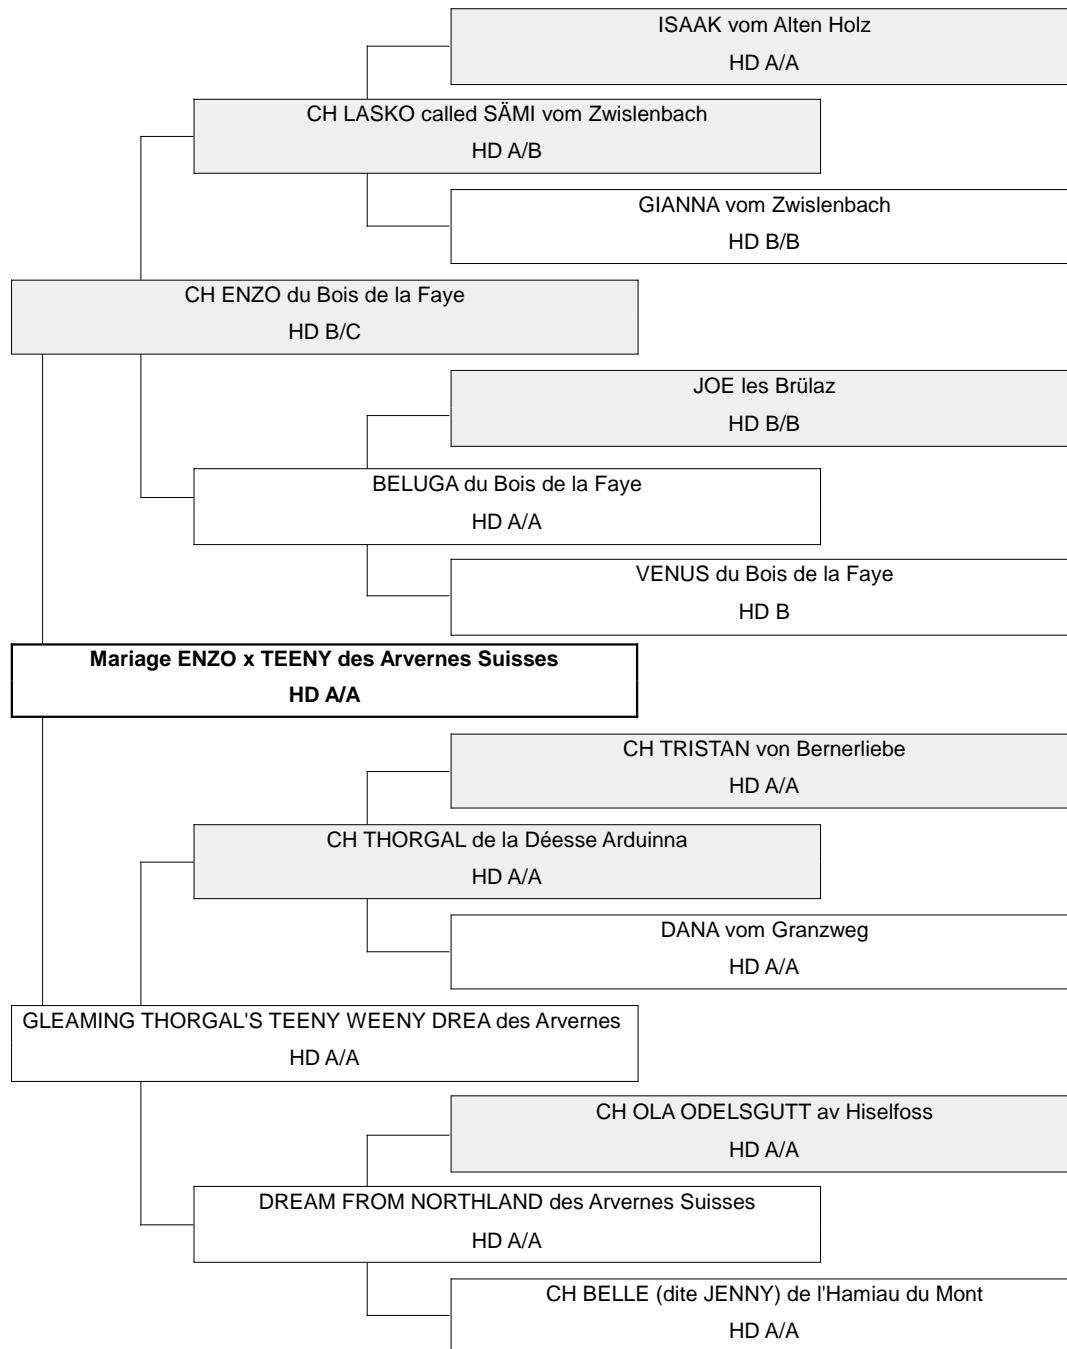 ISAAK vom Alten Holz
HD A/A
CH LASKO called SÄMI vom Zwislenbach
HD A/B
GIANNA vom Zwislenbach
HD B/B
CH ENZO du Bois de la Faye
HD B/C
JOE les Brülaz
HD B/B
BELUGA du Bois de la Faye
HD A/A
VENUS du Bois de la Faye
HD B
Mariage ENZO x TEENY des Arvernes Suisses
HD A/A
CH TRISTAN von Bernerliebe
HD A/A
CH THORGAL de la Déesse Arduinna
HD A/A
DANA vom Granzweg
HD A/A
GLEAMING THORGAL'S TEENY WEENY DREA des Arvernes
HD A/A
CH OLA ODELSGUTT av Hiselfoss
HD A/A
DREAM FROM NORTHLAND des Arvernes Suisses
HD A/A
CH BELLE (dite JENNY) de l'Hamiau du Mont
HD A/A